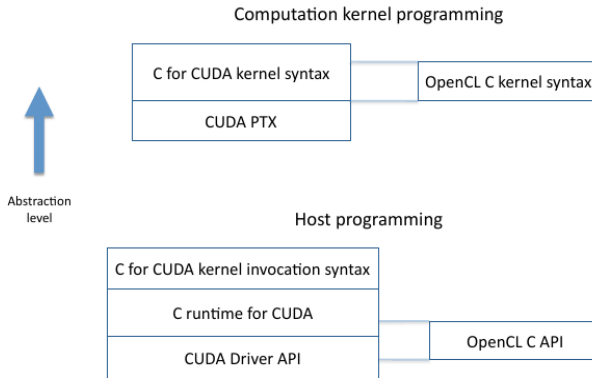 Computation kernel programming
C for CUDA kernel syntax
OpenCL C kernel syntax
CUDA PTX
Abstraction
level
Host programming
C for CUDA kernel invocation syntax
C runtime for CUDA
OpenCL C API
CUDA Driver API